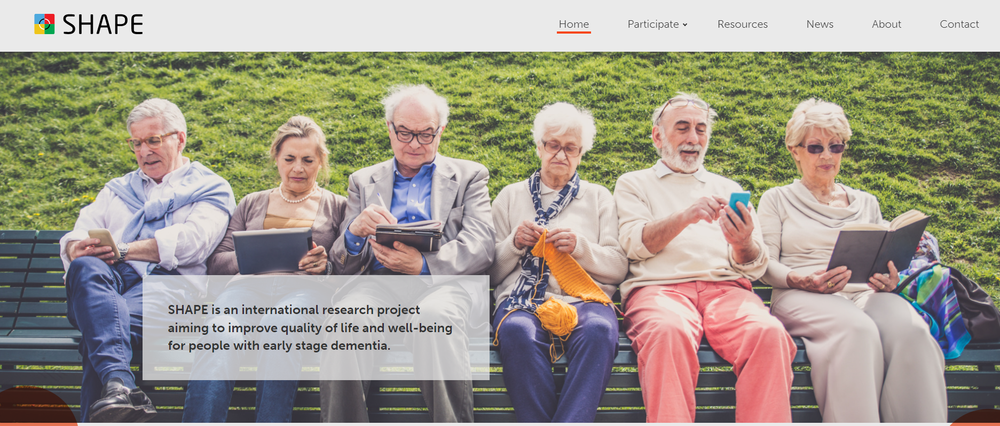 SHAPE
Home Participate Resources News About Contact
SHAPE is an international research project
aiming to improve quality of life and well-being
for people with early stage dementia.